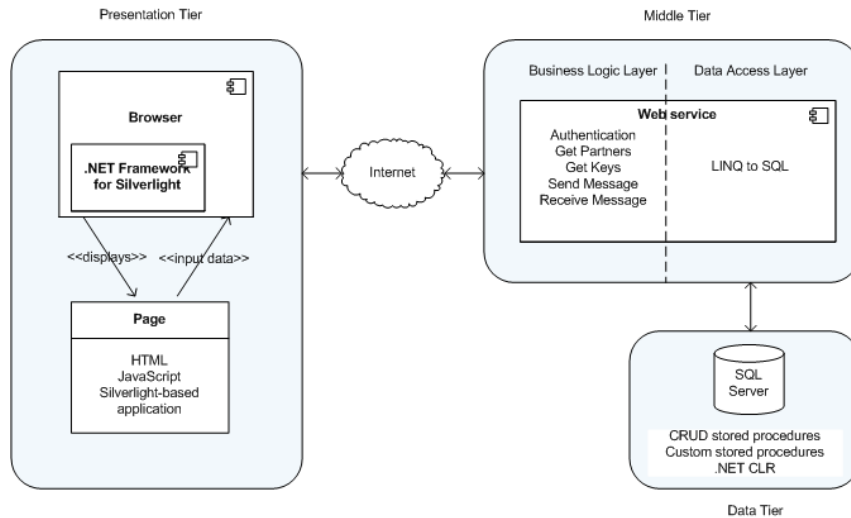 Presentation Tier
Browser
.NET Framework
for Silverlight
<<displays>>
<<input data>>
Page
HTML
JavaScript
Silverlight-based
application
Internet
Middle Tier
Business Logic Layer
Data Access Layer
Web service
Authentication
Get Partners
Get Keys
Send Message
Receive Message
LINQ to SQL
SQL
Server
CRUD stored procedures
Custom stored procedures
.NET CLR
Data Tier